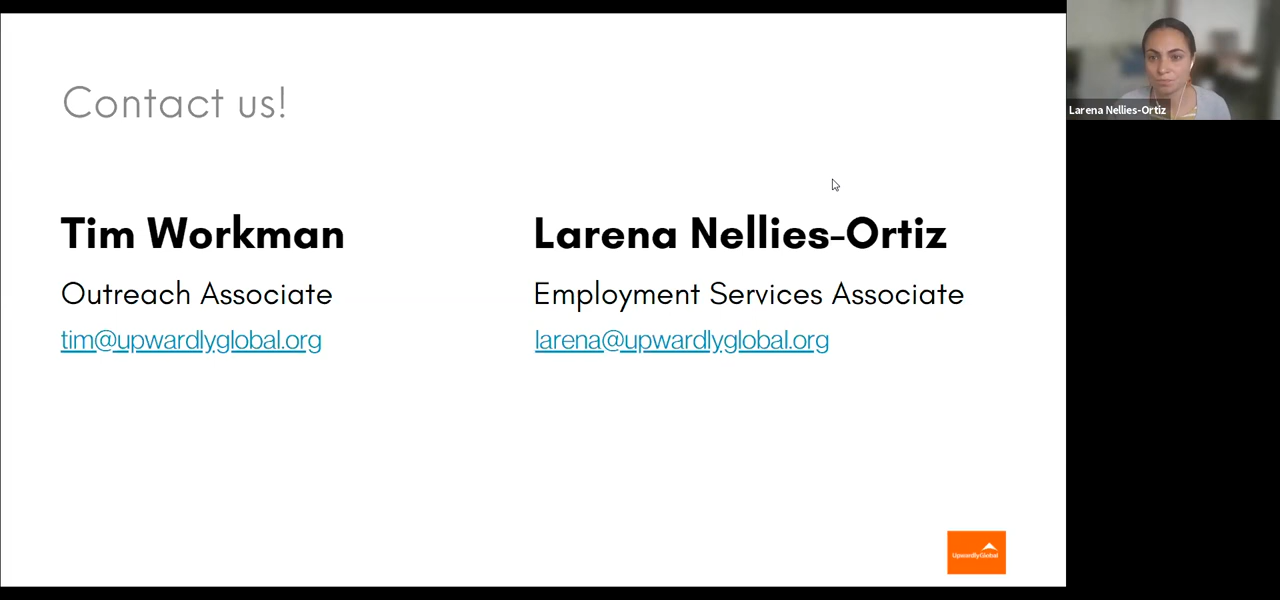 Contact us!
Tim Workman
Outreach Associate
tim@upwardlyglobal.org
Larena Nellies-Ortiz
Employment Services Associate
larena@upwardlyglobal.org
UpwardlyGlobal
Larena Nellies-Ortiz